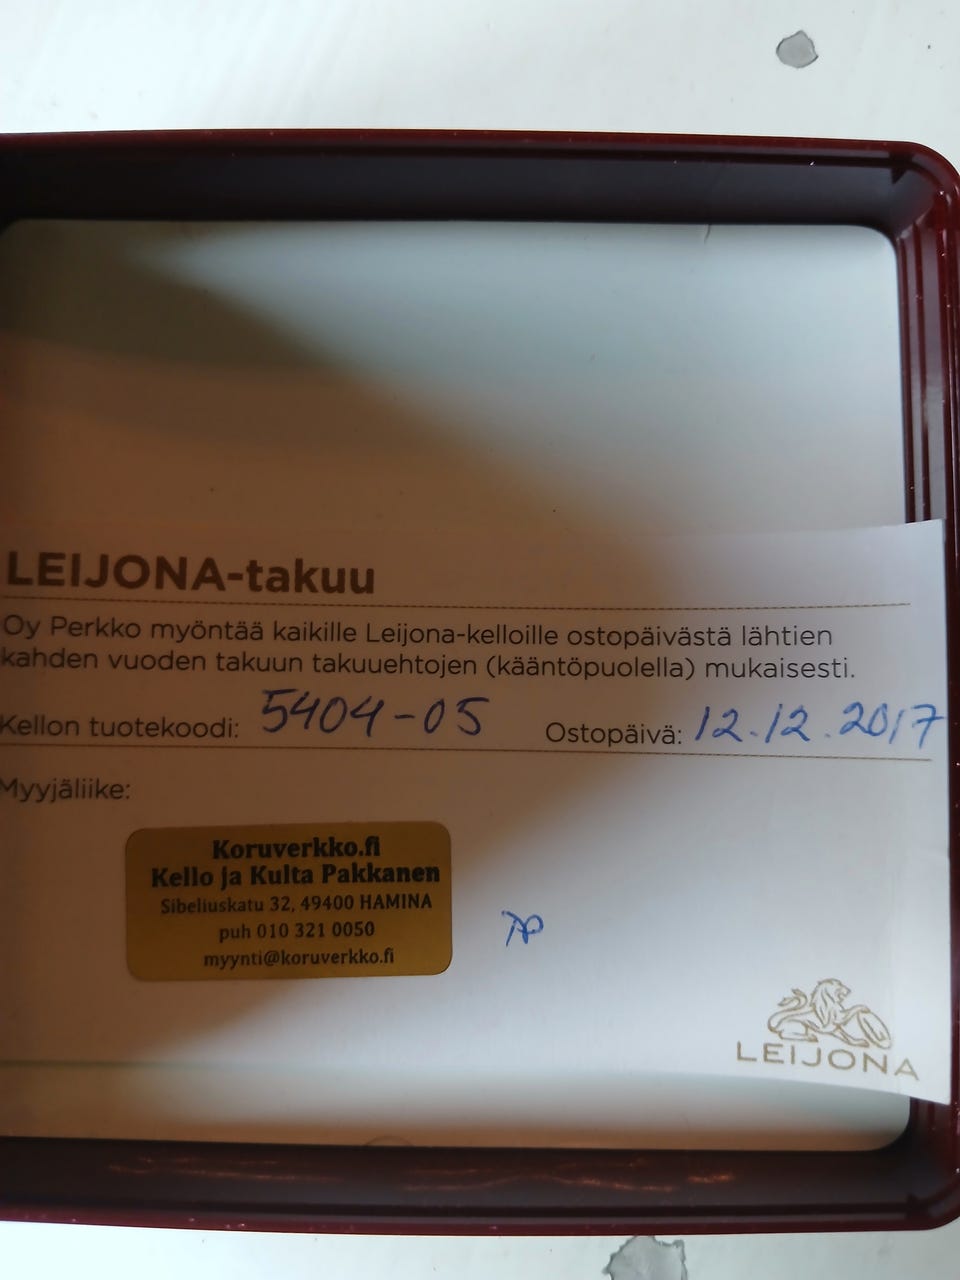 LEIJONA-takuu
Oy Perkko myöntää kaikille Leijona-kelloille ostopäivästä lähtien
kahden vuoden takuun takuuehtojen (kääntöpuolella) mukaisesti.
Kellon tuotekoodi: 5404-05 Ostopäivä: 12.12.2017
Myyjäliike:
Koruverkko.fi
Kello ja Kulta Pakkanen
Sibeliuskatu 32, 49400 HAMINA
puh 010 321 0050
myynti@koruverkko.fi
LEIJONA